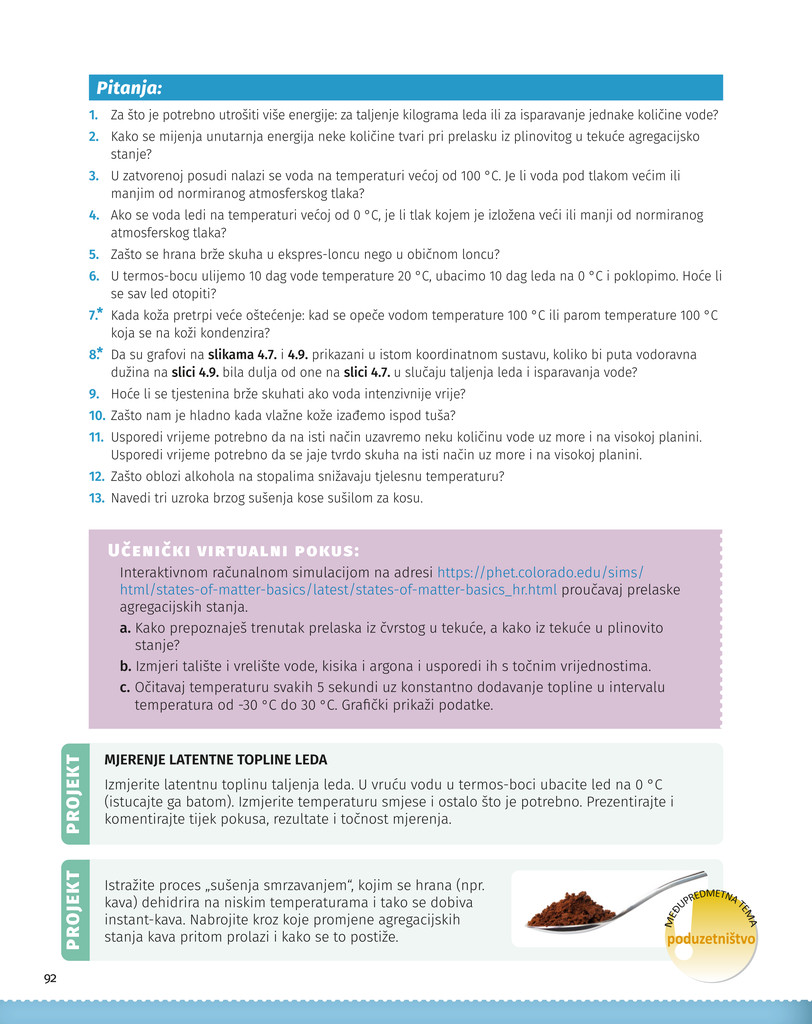 Pitanja:
1. Za što je potrebno utrošiti više energije: za taljenje kilograma leda ili za isparavanje jednake količine vode?
2. Kako se mijenja unutarnja energija neke količine tvari pri prelasku iz plinovitog u tekuće agregacijsko
stanje?
3. U zatvorenoj posudi nalazi se voda na temperaturi većoj od 100 °C. Je li voda pod tlakom većim ili
manjim od normiranog atmosferskog tlaka?
4. Ako se voda ledi na temperaturi većoj od 0 °C, je li tlak kojem je izložena veći ili manji od normiranog
atmosferskog tlaka?
5. Zašto se hrana brže skuha u ekspres-loncu nego u običnom loncu?
6. U termos-bocu ulijemo 10 dag vode temperature 20 °C, ubacimo 10 dag leda na 0 °C i poklopimo. Hoće li
se sav led otopiti?
7.* Kada koža pretrpi veće oštećenje: kad se opeče vodom temperature 100 °C ili parom temperature 100 °C
koja se na koži kondenzira?
8.* Da su grafovi na slikama 4.7. i 4.9. prikazani u istom koordinatnom sustavu, koliko bi puta vodoravna
dužina na slici 4.9. bila dulja od one na slici 4.7. u slučaju taljenja leda i isparavanja vode?
9. Hoće li se tjestenina brže skuhati ako voda intenzivnije vrije?
10. Zašto nam je hladno kada vlažne kože izađemo ispod tuša?
11. Usporedi vrijeme potrebno da na isti način uzavremo neku količinu vode uz more i na visokoj planini.
Usporedi vrijeme potrebno da se jaje tvrdo skuha na isti način uz more i na visokoj planini.
12. Zašto oblozi alkohola na stopalima snižavaju tjelesnu temperaturu?
13. Navedi tri uzroka brzog sušenja kose sušilom za kosu.
UČENIČKI VIRTUALNI POKUS:
Interaktivnom računalnom simulacijom na adresi https://phet.colorado.edu/sims/
html/states-of-matter-basics/latest/states-of-matter-basics_hr.html proučavaj prelaske
agregacijskih stanja.
a. Kako prepoznaješ trenutak prelaska iz čvrstog u tekuće, a kako iz tekuće u plinovito
stanje?
b. Izmjeri talište i vrelište vode, kisika i argona i usporedi ih s točnim vrijednostima.
c. Očitavaj temperaturu svakih 5 sekundi uz konstantno dodavanje topline u intervalu
temperatura od -30 °C do 30 °C. Grafički prikaži podatke.
PROJEKT
MJERENJE LATENTNE TOPLINE LEDA
Izmjerite latentnu toplinu taljenja leda. U vruću vodu u termos-boci ubacite led na 0 °C
(istucajte ga batom). Izmjerite temperaturu smjese i ostalo što je potrebno. Prezentirajte i
komentirajte tijek pokusa, rezultate i točnost mjerenja.
PROJEKT
Istražite proces „sušenja smrzavanjem“, kojim se hrana (npr.
kava) dehidrira na niskim temperaturama i tako se dobiva
instant-kava. Nabrojite kroz koje promjene agregacijskih
stanja kava pritom prolazi i kako se to postiže.
MEĐUPREDMETNA TEMA
poduzetništvo
92